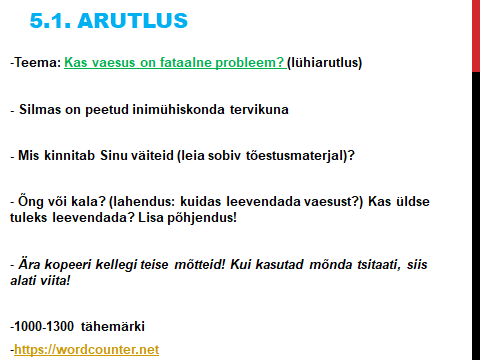 5.1. ARUTLUS
-Teema: Kas vaesus on fataalne probleem? (lühiarutlus)
- Silmas on peetud inimühiskonda tervikuna
- Mis kinnitab Sinu väiteid (leia sobiv tõestusmaterjal)?
- Õng või kala? (lahendus: kuidas leevendada vaesust?) Kas üldse
tuleks leevendada? Lisa põhjendus!
- Ära kopeeri kellegi teise mõtteid! Kui kasutad mõnda tsitaati, siis
alati viita!
-1000-1300 tähemärki
-https://wordcounter.net